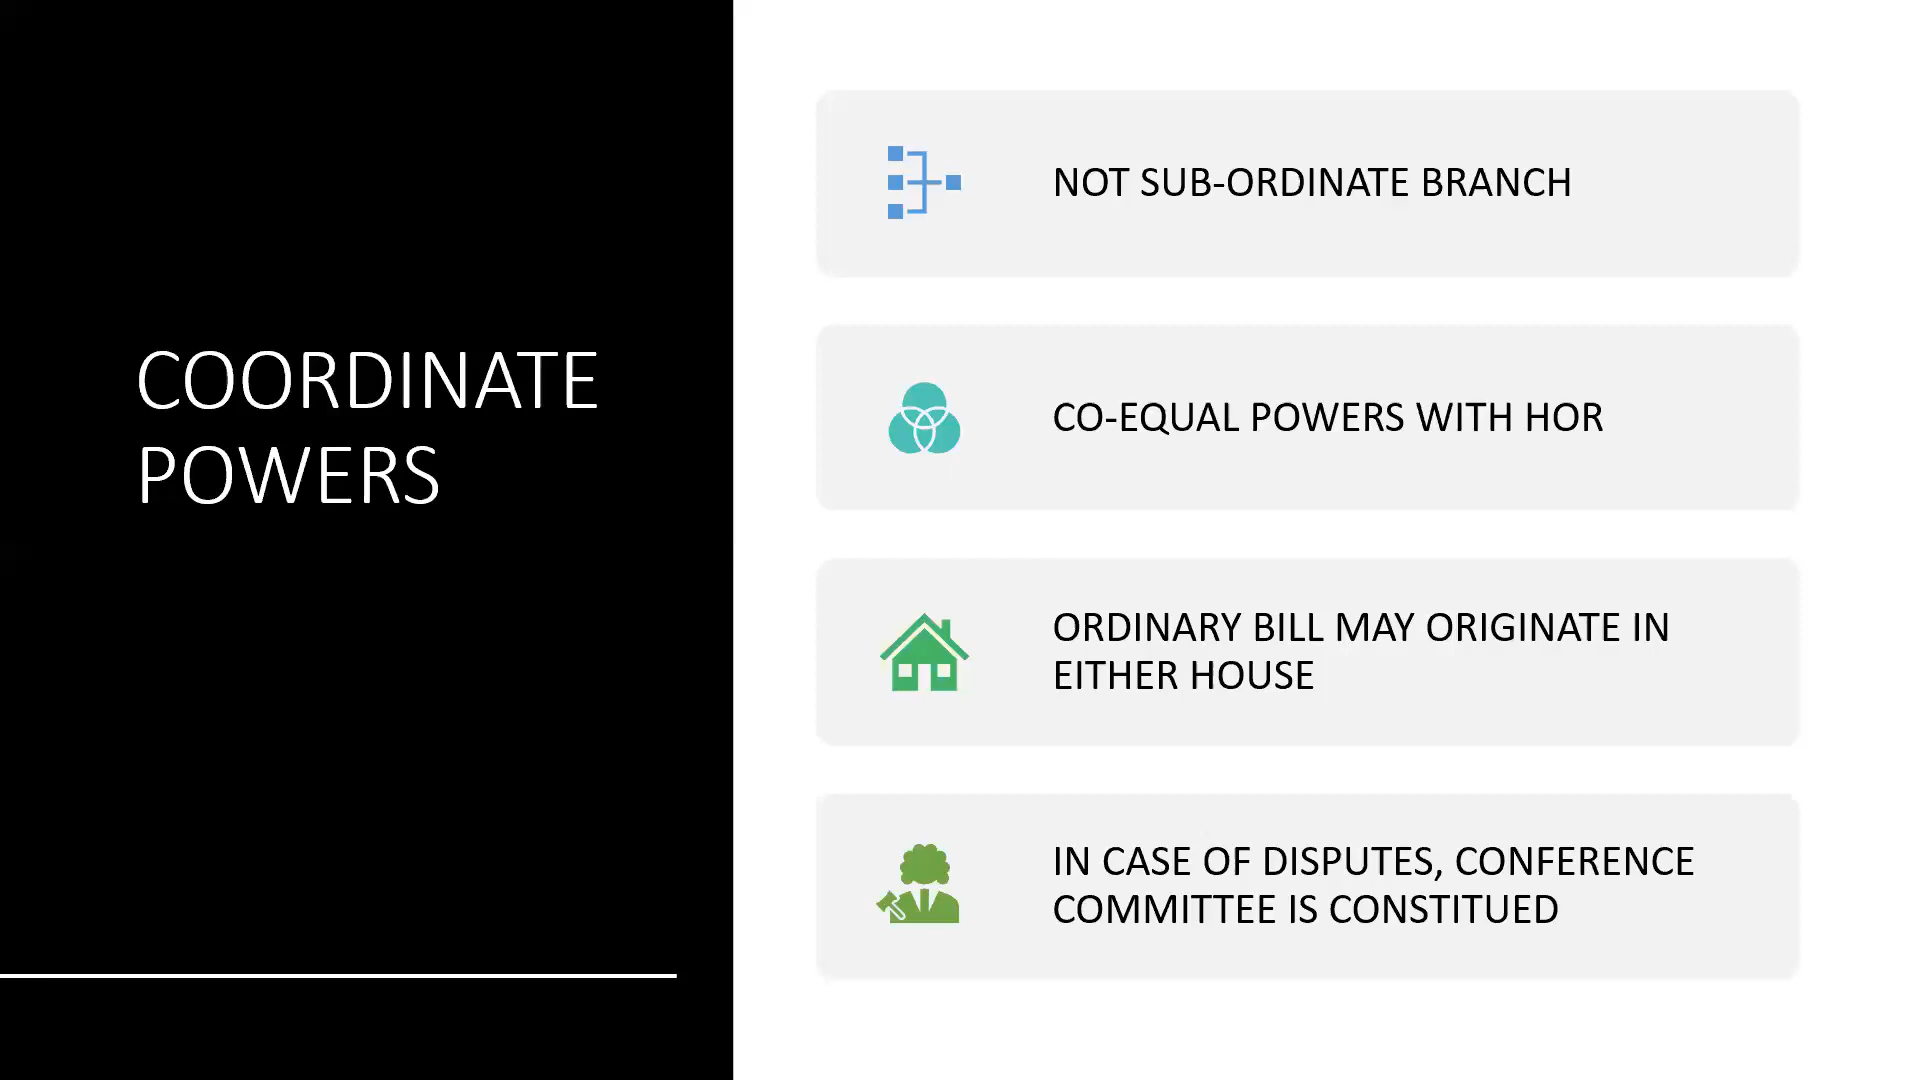 COORDINATE
POWERS
NOT SUB-ORDINATE BRANCH
CO-EQUAL POWERS WITH HOR
ORDINARY BILL MAY ORIGINATE IN
EITHER HOUSE
IN CASE OF DISPUTES, CONFERENCE
COMMITTEE IS CONSTITUED